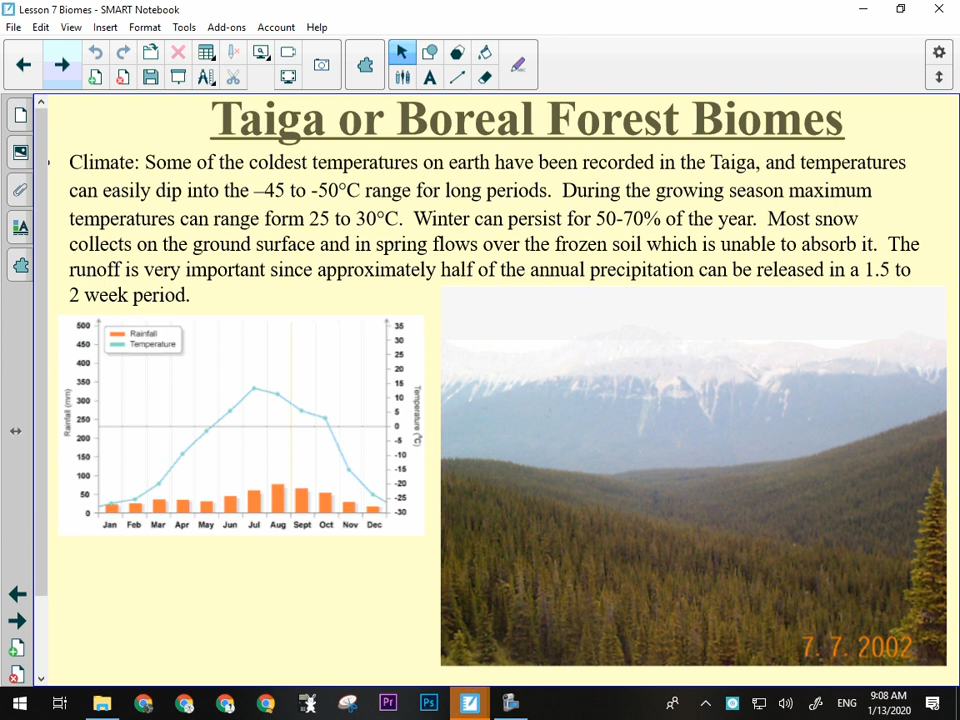 Lesson 7 Biomes - SMART Notebook
File Edit View Insert Format Tools Add-ons Account Help
Taiga or Boreal Forest Biomes
Climate: Some of the coldest temperatures on earth have been recorded in the Taiga, and temperatures
can easily dip into the –45 to -50°C range for long periods. During the growing season maximum
temperatures can range form 25 to 30°C. Winter can persist for 50-70% of the year. Most snow
collects on the ground surface and in spring flows over the frozen soil which is unable to absorb it. The
runoff is very important since approximately half of the annual precipitation can be released in a 1.5 to
2 week period.
Rainfall
Temperature
Rainfall (mm)
500
450
400
350
300
250
200
150
100
50
0
35
30
25
20
15
10
5
0
-5
-10
-15
-20
-25
-30
Temperature (°C)
Jan Feb Mar Apr May Jun Jul Aug Sept Oct Nov Dec
7. 7. 2002
Pr Ps
ENG
9:08 AM
1/13/2020